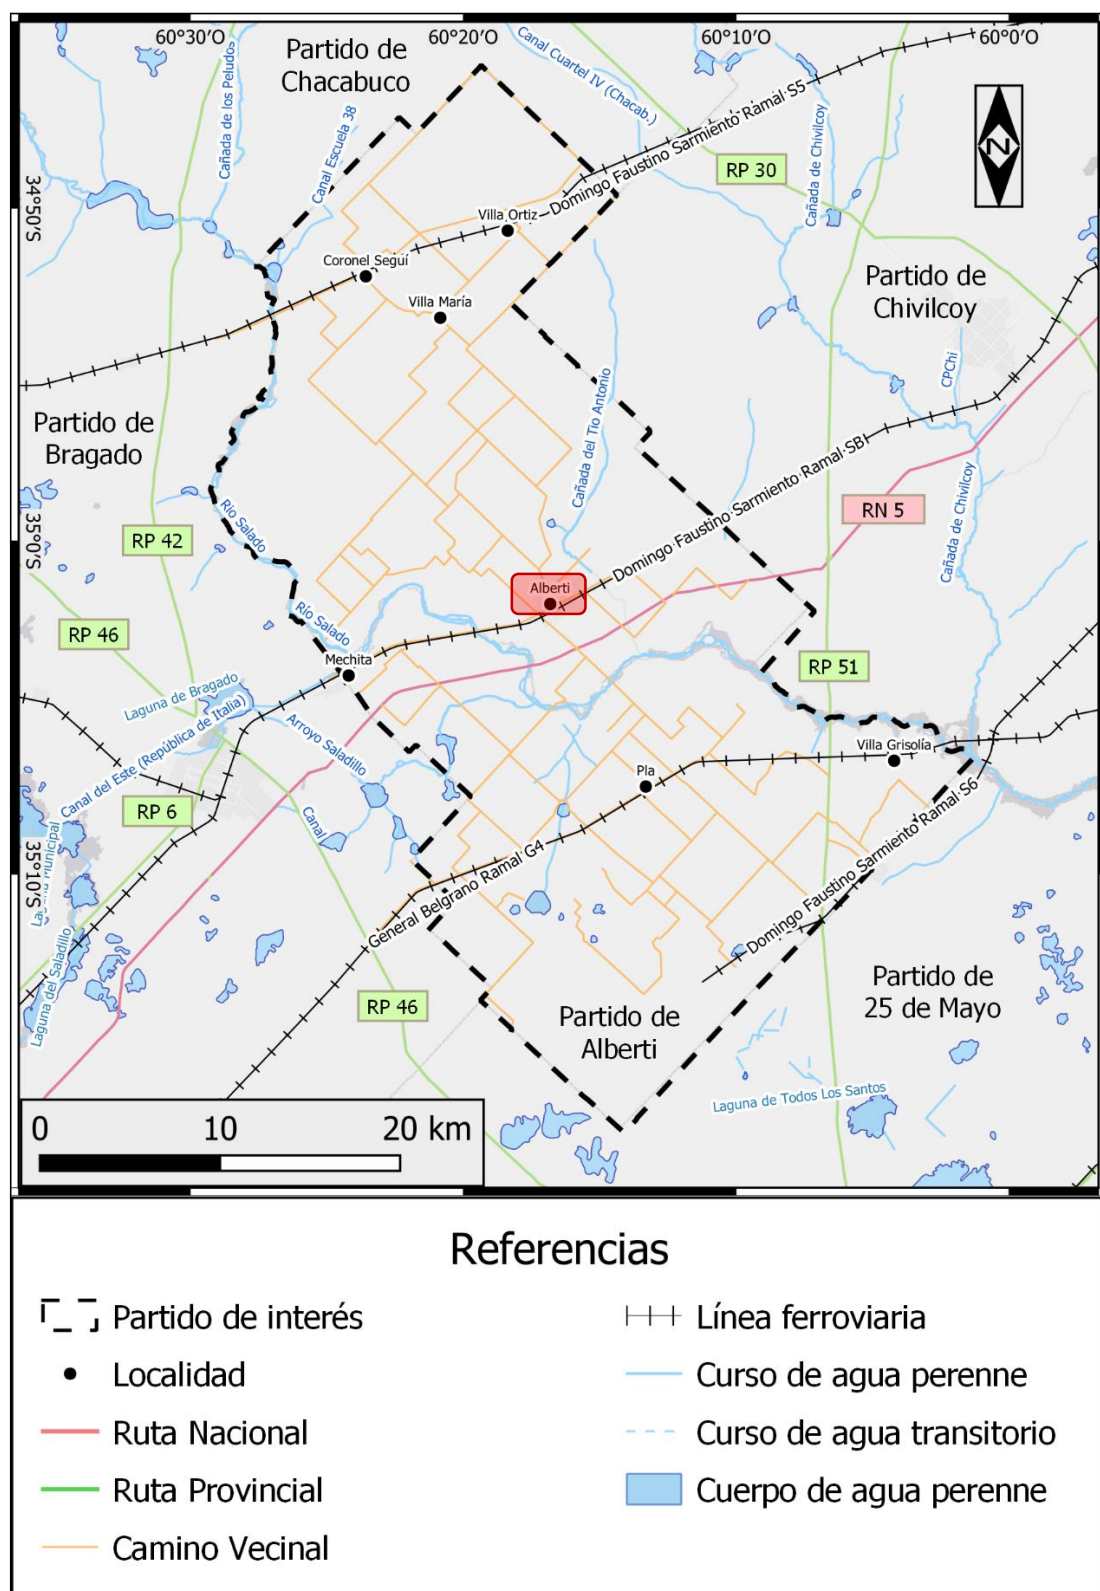 60°30'O
60°20'O
60°10'O
60°0'O
Partido de
Chacabuco
Canal Cuartel IV (Chacab.)
Cañada de los Peludos
Canal Escuela 38
Domingo Faustino Sarmiento Ramal S5
Cañada de Chivilcoy
N
RP 30
34°50'S
Villa Ortiz
Coronel Seguí
Villa María
Partido de
Chivilcoy
CPChi
Cañada del Tio Antonio
Partido de
Bragado
Domingo Faustino Sarmiento Ramal SBI
RN 5
Cañada de Chivilcoy
Río Salado
RP 42
35°0'S
Alberti
Río Salado
RP 46
Mechita
RP 51
Laguna de Bragado
Canal del Este (República de Italia)
Arroyo Saladillo
Villa Grisolía
Pla
RP 6
Canal
Laguna Municipal
35°10'S
General Belgrano Ramal G4
Domingo Faustino Sarmiento Ramal S6
Laguna del Saladillo
RP 46
Partido de
Alberti
Partido de
25 de Mayo
Laguna de Todos Los Santos
0 10 20 km
Referencias
Partido de interés
Localidad
Ruta Nacional
Ruta Provincial
Camino Vecinal
Línea ferroviaria
Curso de agua perenne
Curso de agua transitorio
Cuerpo de agua perenne